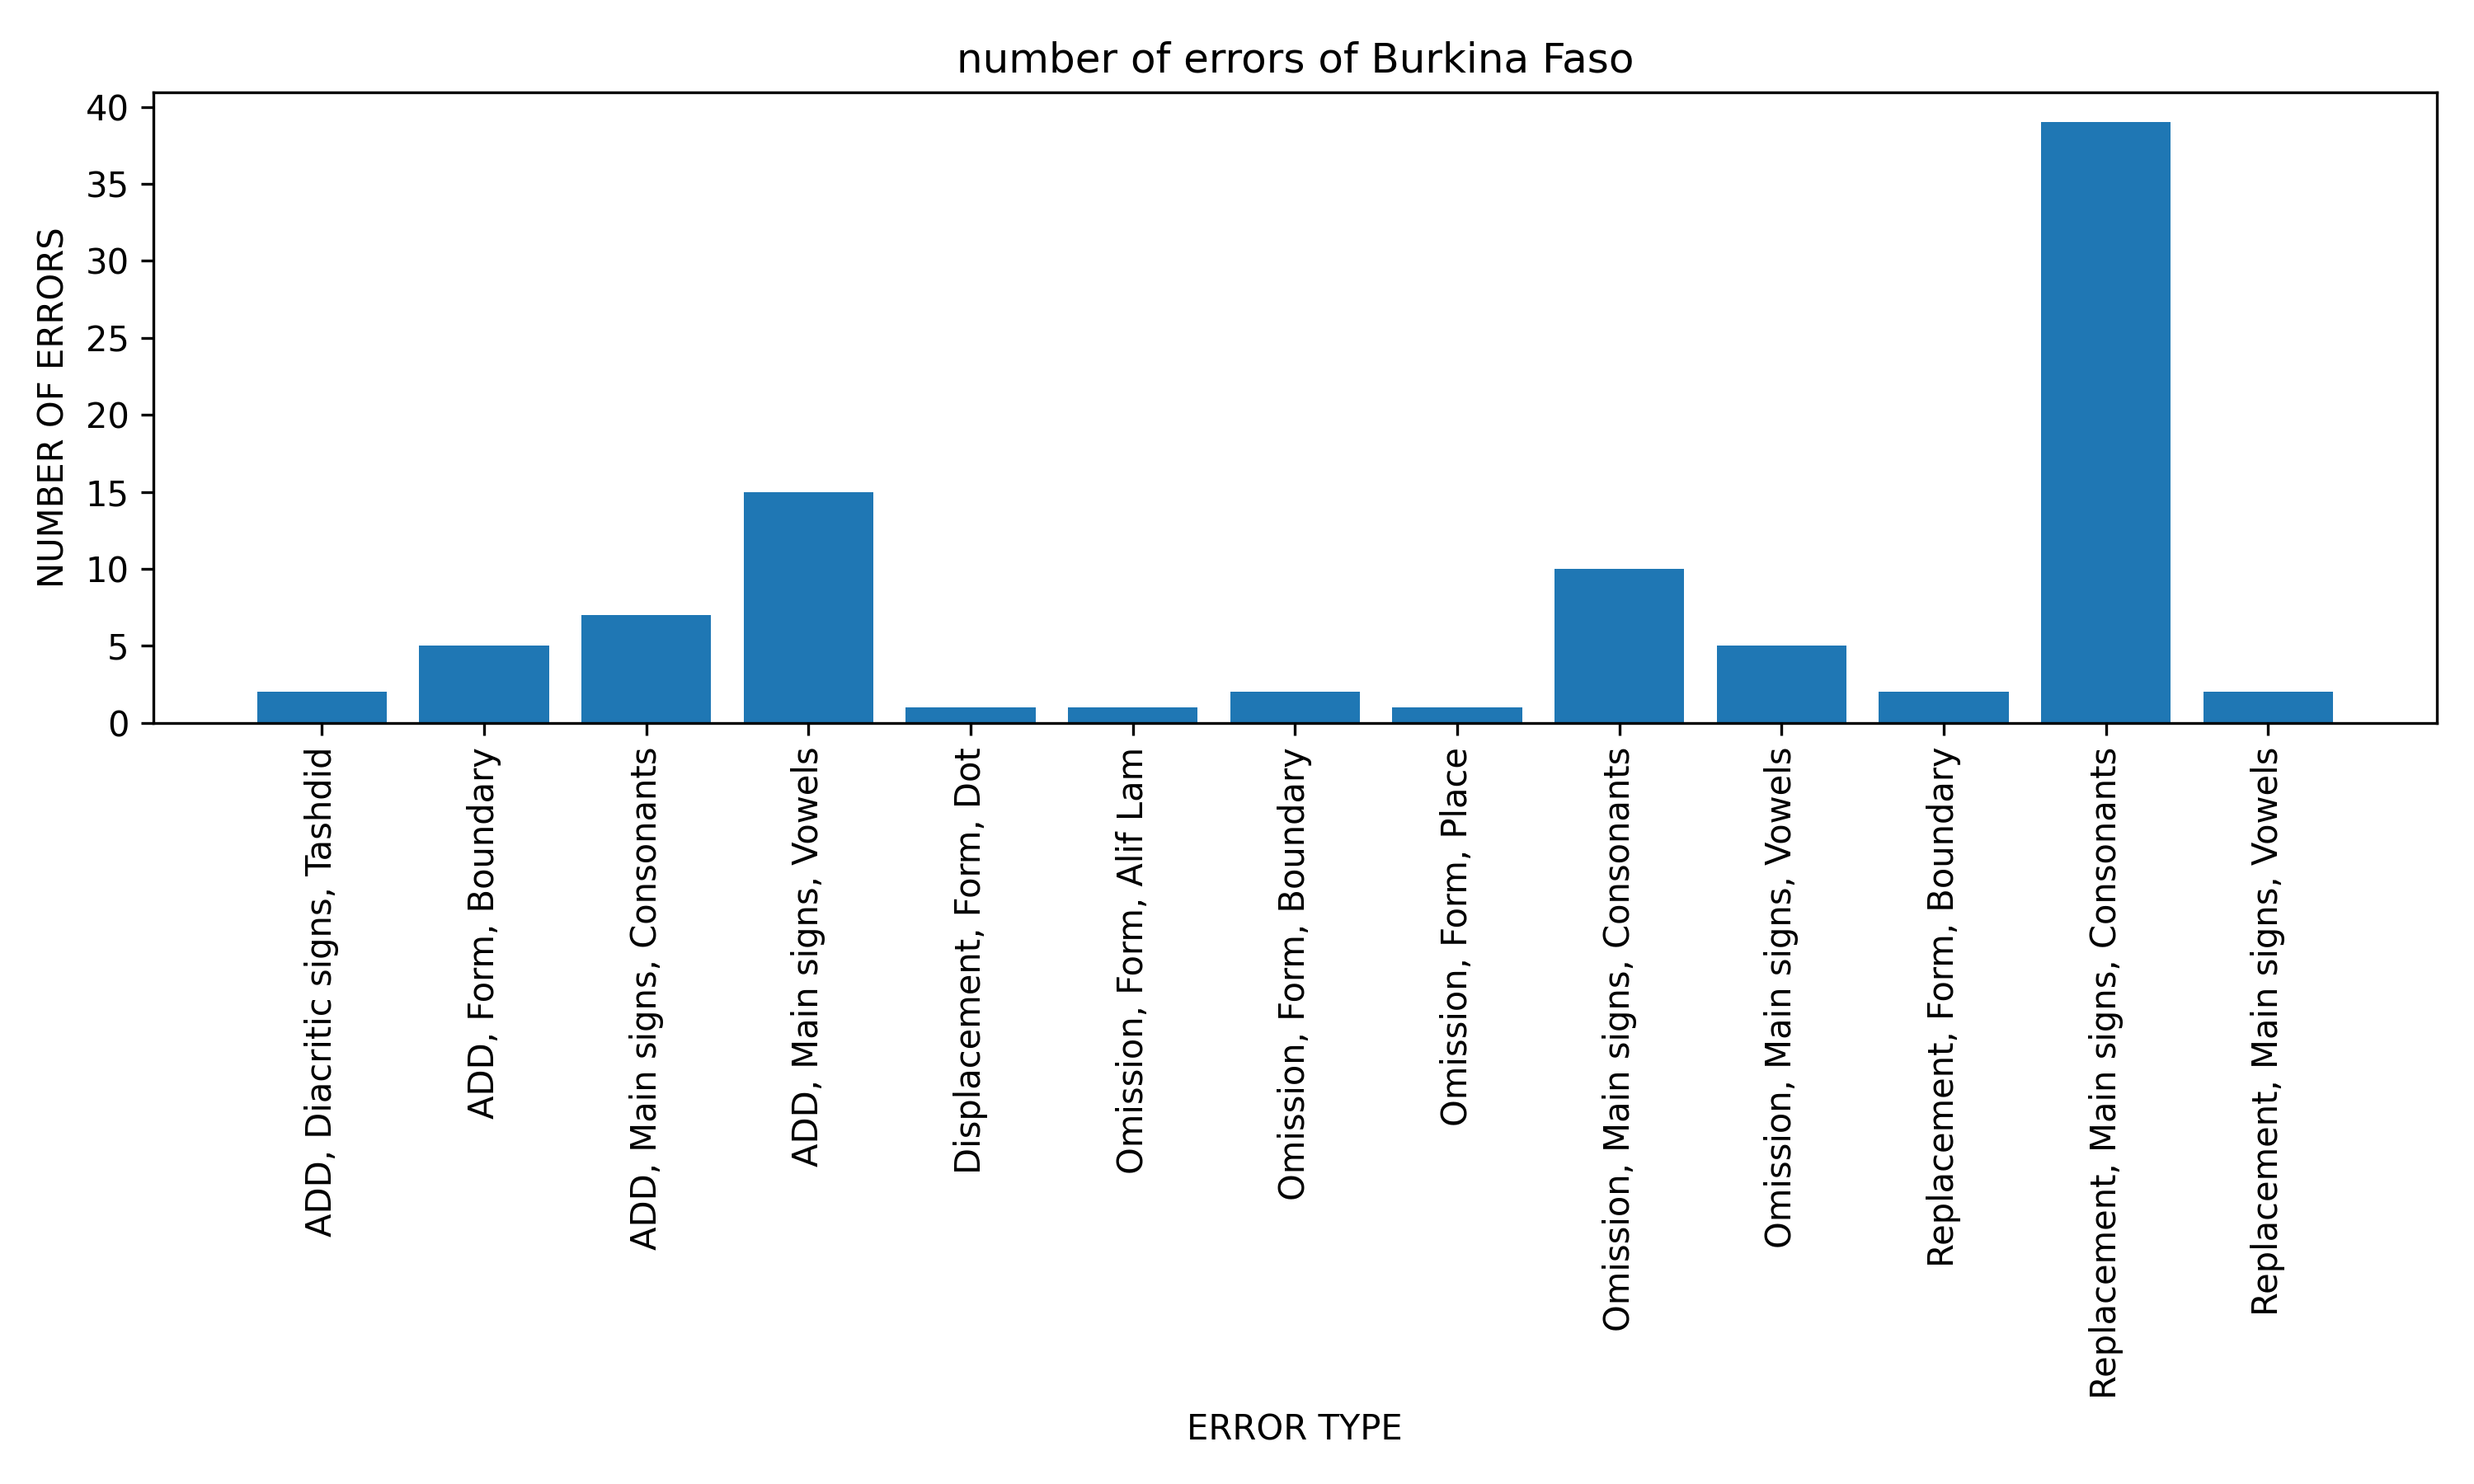 number of errors of Burkina Faso
NUMBER OF ERRORS
40
35
30
25
20
15
10
5
0
ADD, Diacritic signs, Tashdid
ADD, Form, Boundary
ADD, Main signs, Consonants
ADD, Main signs, Vowels
Displacement, Form, Dot
Omission, Form, Alif Lam
Omission, Form, Boundary
Omission, Form, Place
Omission, Main signs, Consonants
Omission, Main signs, Vowels
Replacement, Form, Boundary
Replacement, Main signs, Consonants
Replacement, Main signs, Vowels
ERROR TYPE